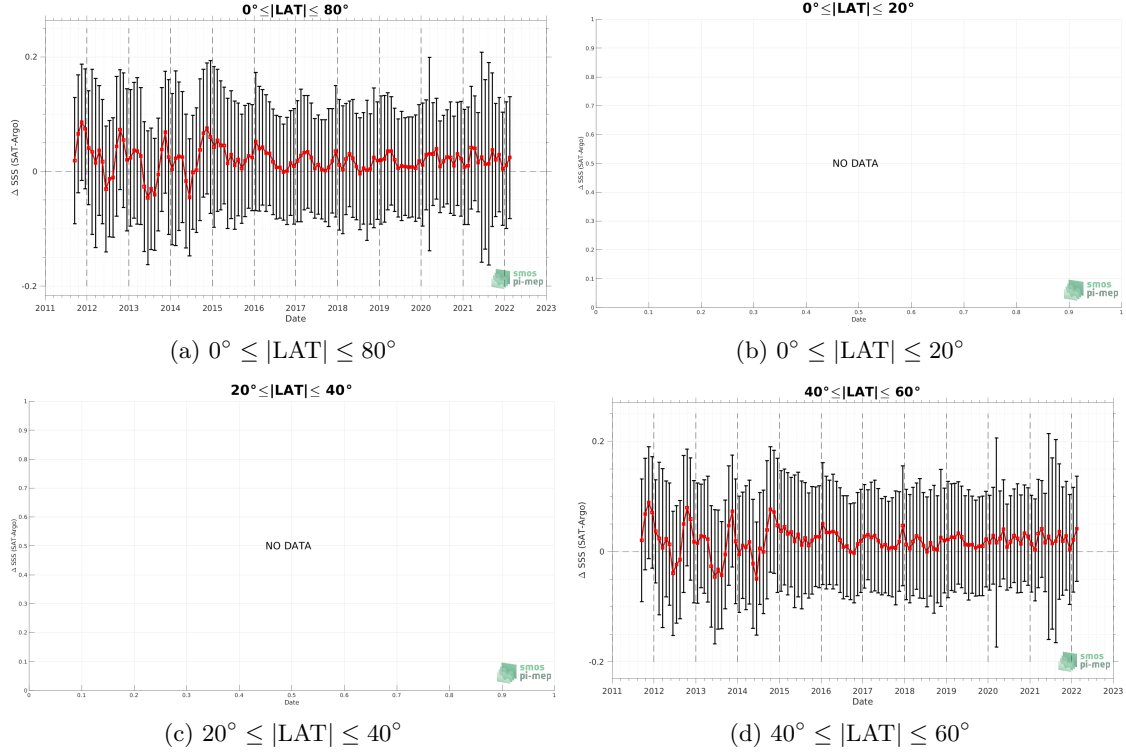 0°≤|LAT|≤ 80°
0.2
0
-0.2
Δ SSS (SAT-Argo)
2011 2012 2013 2014 2015 2016 2017 2018 2019 2020 2021 2022 2023
Date
smos
pi-mep
(a) 0° ≤ |LAT| ≤ 80°
0°≤|LAT|≤ 20°
1
0.9
0.8
0.7
0.6
0.5
0.4
0.3
0.2
0.1
0
Δ SSS (SAT-Argo)
NO DATA
0 0.1 0.2 0.3 0.4 0.5 0.6 0.7 0.8 0.9 1
Date
smos
pi-mep
(b) 0° ≤ |LAT| ≤ 20°
20°≤|LAT|≤ 40°
1
0.9
0.8
0.7
0.6
0.5
0.4
0.3
0.2
0.1
0
Δ SSS (SAT-Argo)
NO DATA
0 0.1 0.2 0.3 0.4 0.5 0.6 0.7 0.8 0.9 1
Date
smos
pi-mep
(c) 20° ≤ |LAT| ≤ 40°
40°≤|LAT|≤ 60°
0.2
0
-0.2
Δ SSS (SAT-Argo)
2011 2012 2013 2014 2015 2016 2017 2018 2019 2020 2021 2022 2023
Date
smos
pi-mep
(d) 40° ≤ |LAT| ≤ 60°